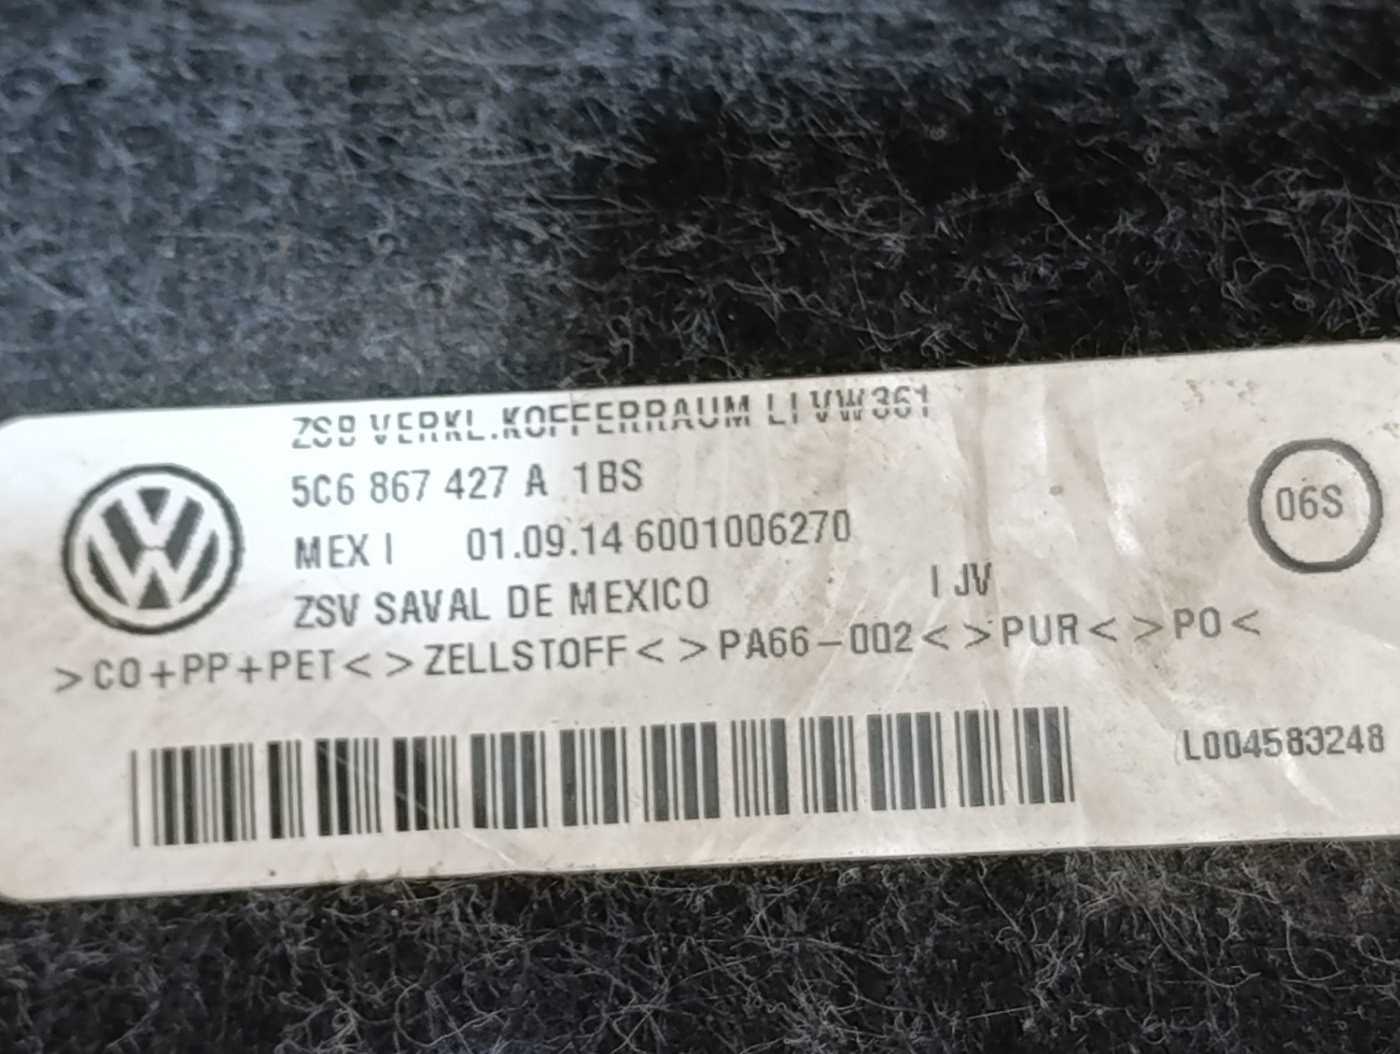 ZSB VERKL.KOFFERRAUM LI VW361
5C6 867 427 A 1BS
06S
MEX I 01.09.14 6001006270
ZSV SAVAL DE MEXICO I JV
>CO+PP+PET< >ZELLSTOFF< >PA66-002< >PUR< >PO<
L004583248